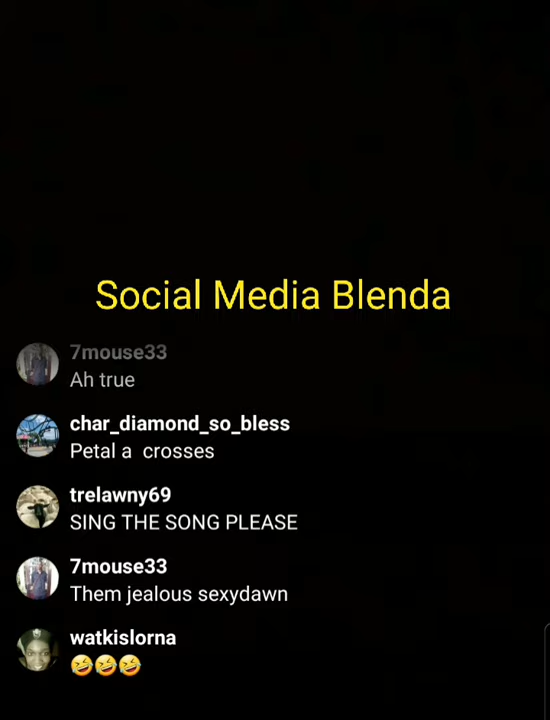 Social Media Blenda
7mouse33
Ah true
char_diamond_so_bless
Petal a  crosses
trelawny69
SING THE SONG PLEASE
7mouse33
Them jealous sexydawn
watkislorna
🤣🤣🤣